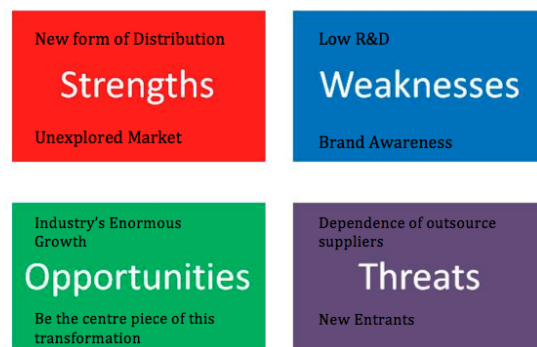 New form of Distribution
Strengths
Unexplored Market
Low R&D
Weaknesses
Brand Awareness
Industry's Enormous
Growth
Opportunities
Be the centre piece of this
transformation
Dependence of outsource
suppliers
Threats
New Entrants